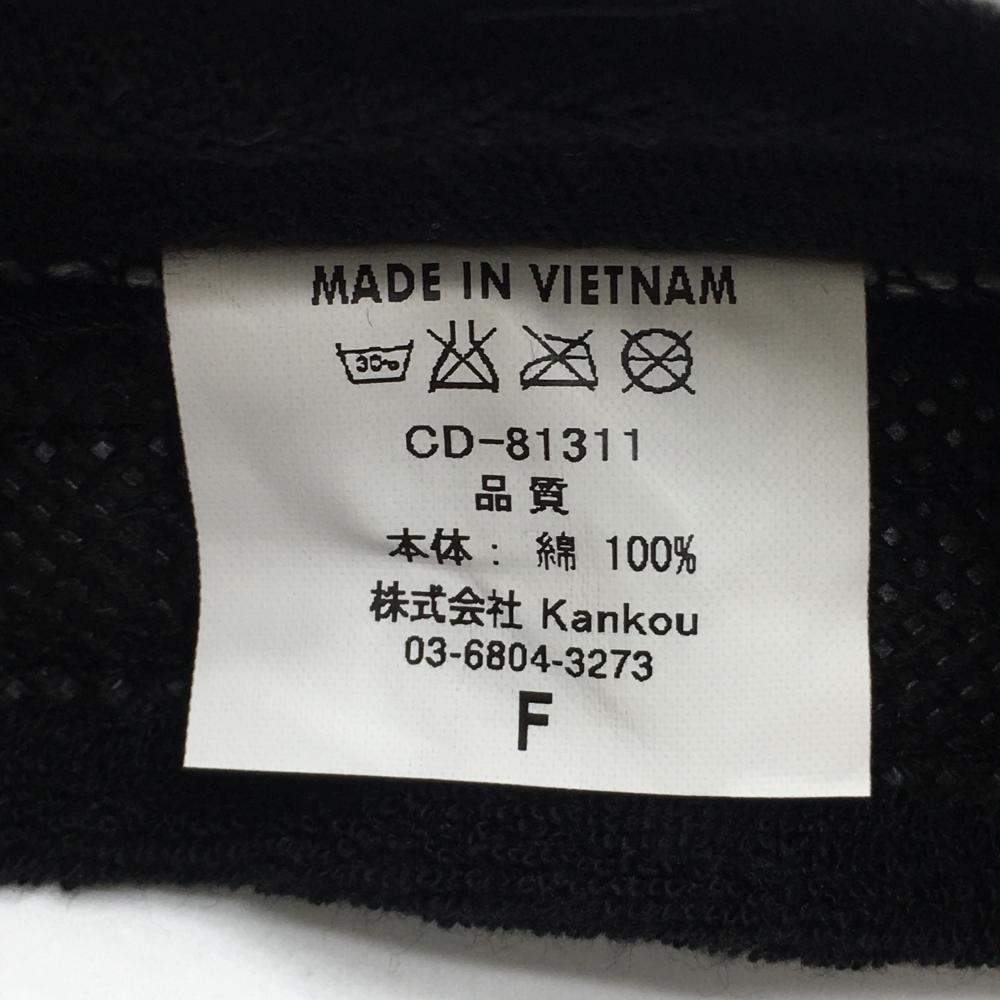 MADE IN VIETNAM
30
CD-81311
品質
本体: 綿 100%
株式会社 Kankou
03-6804-3273
F